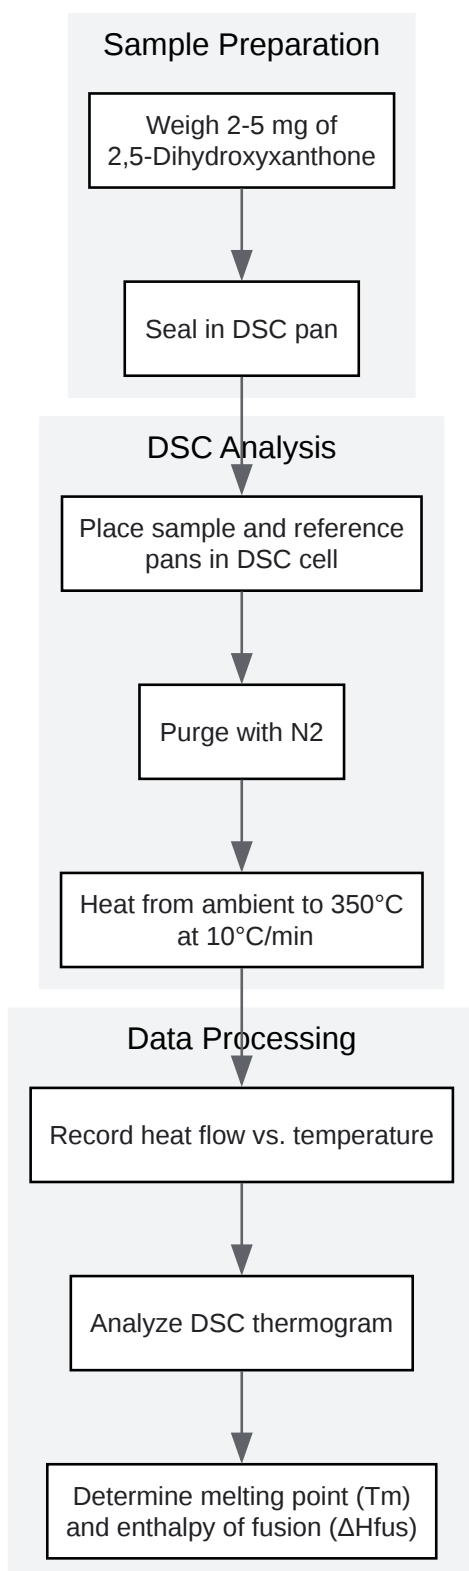 Sample Preparation
Weigh 2-5 mg of
2,5-Dihydroxyxanthone
Seal in DSC pan
DSC Analysis
Place sample and reference
pans in DSC cell
Purge with N2
Heat from ambient to 350°C
at 10°C/min
Data Processing
Record heat flow vs. temperature
Analyze DSC thermogram
Determine melting point (Tm)
and enthalpy of fusion (ΔHfus)